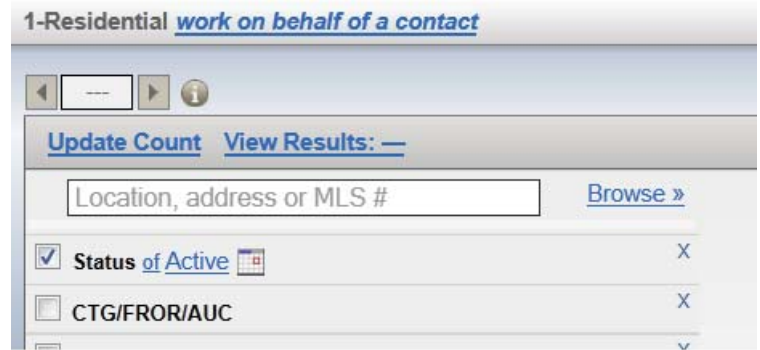 1-Residential work on behalf of a contact
---
Update Count View Results: —
Location, address or MLS # Browse »
Status of Active X
CTG/FROR/AUC X